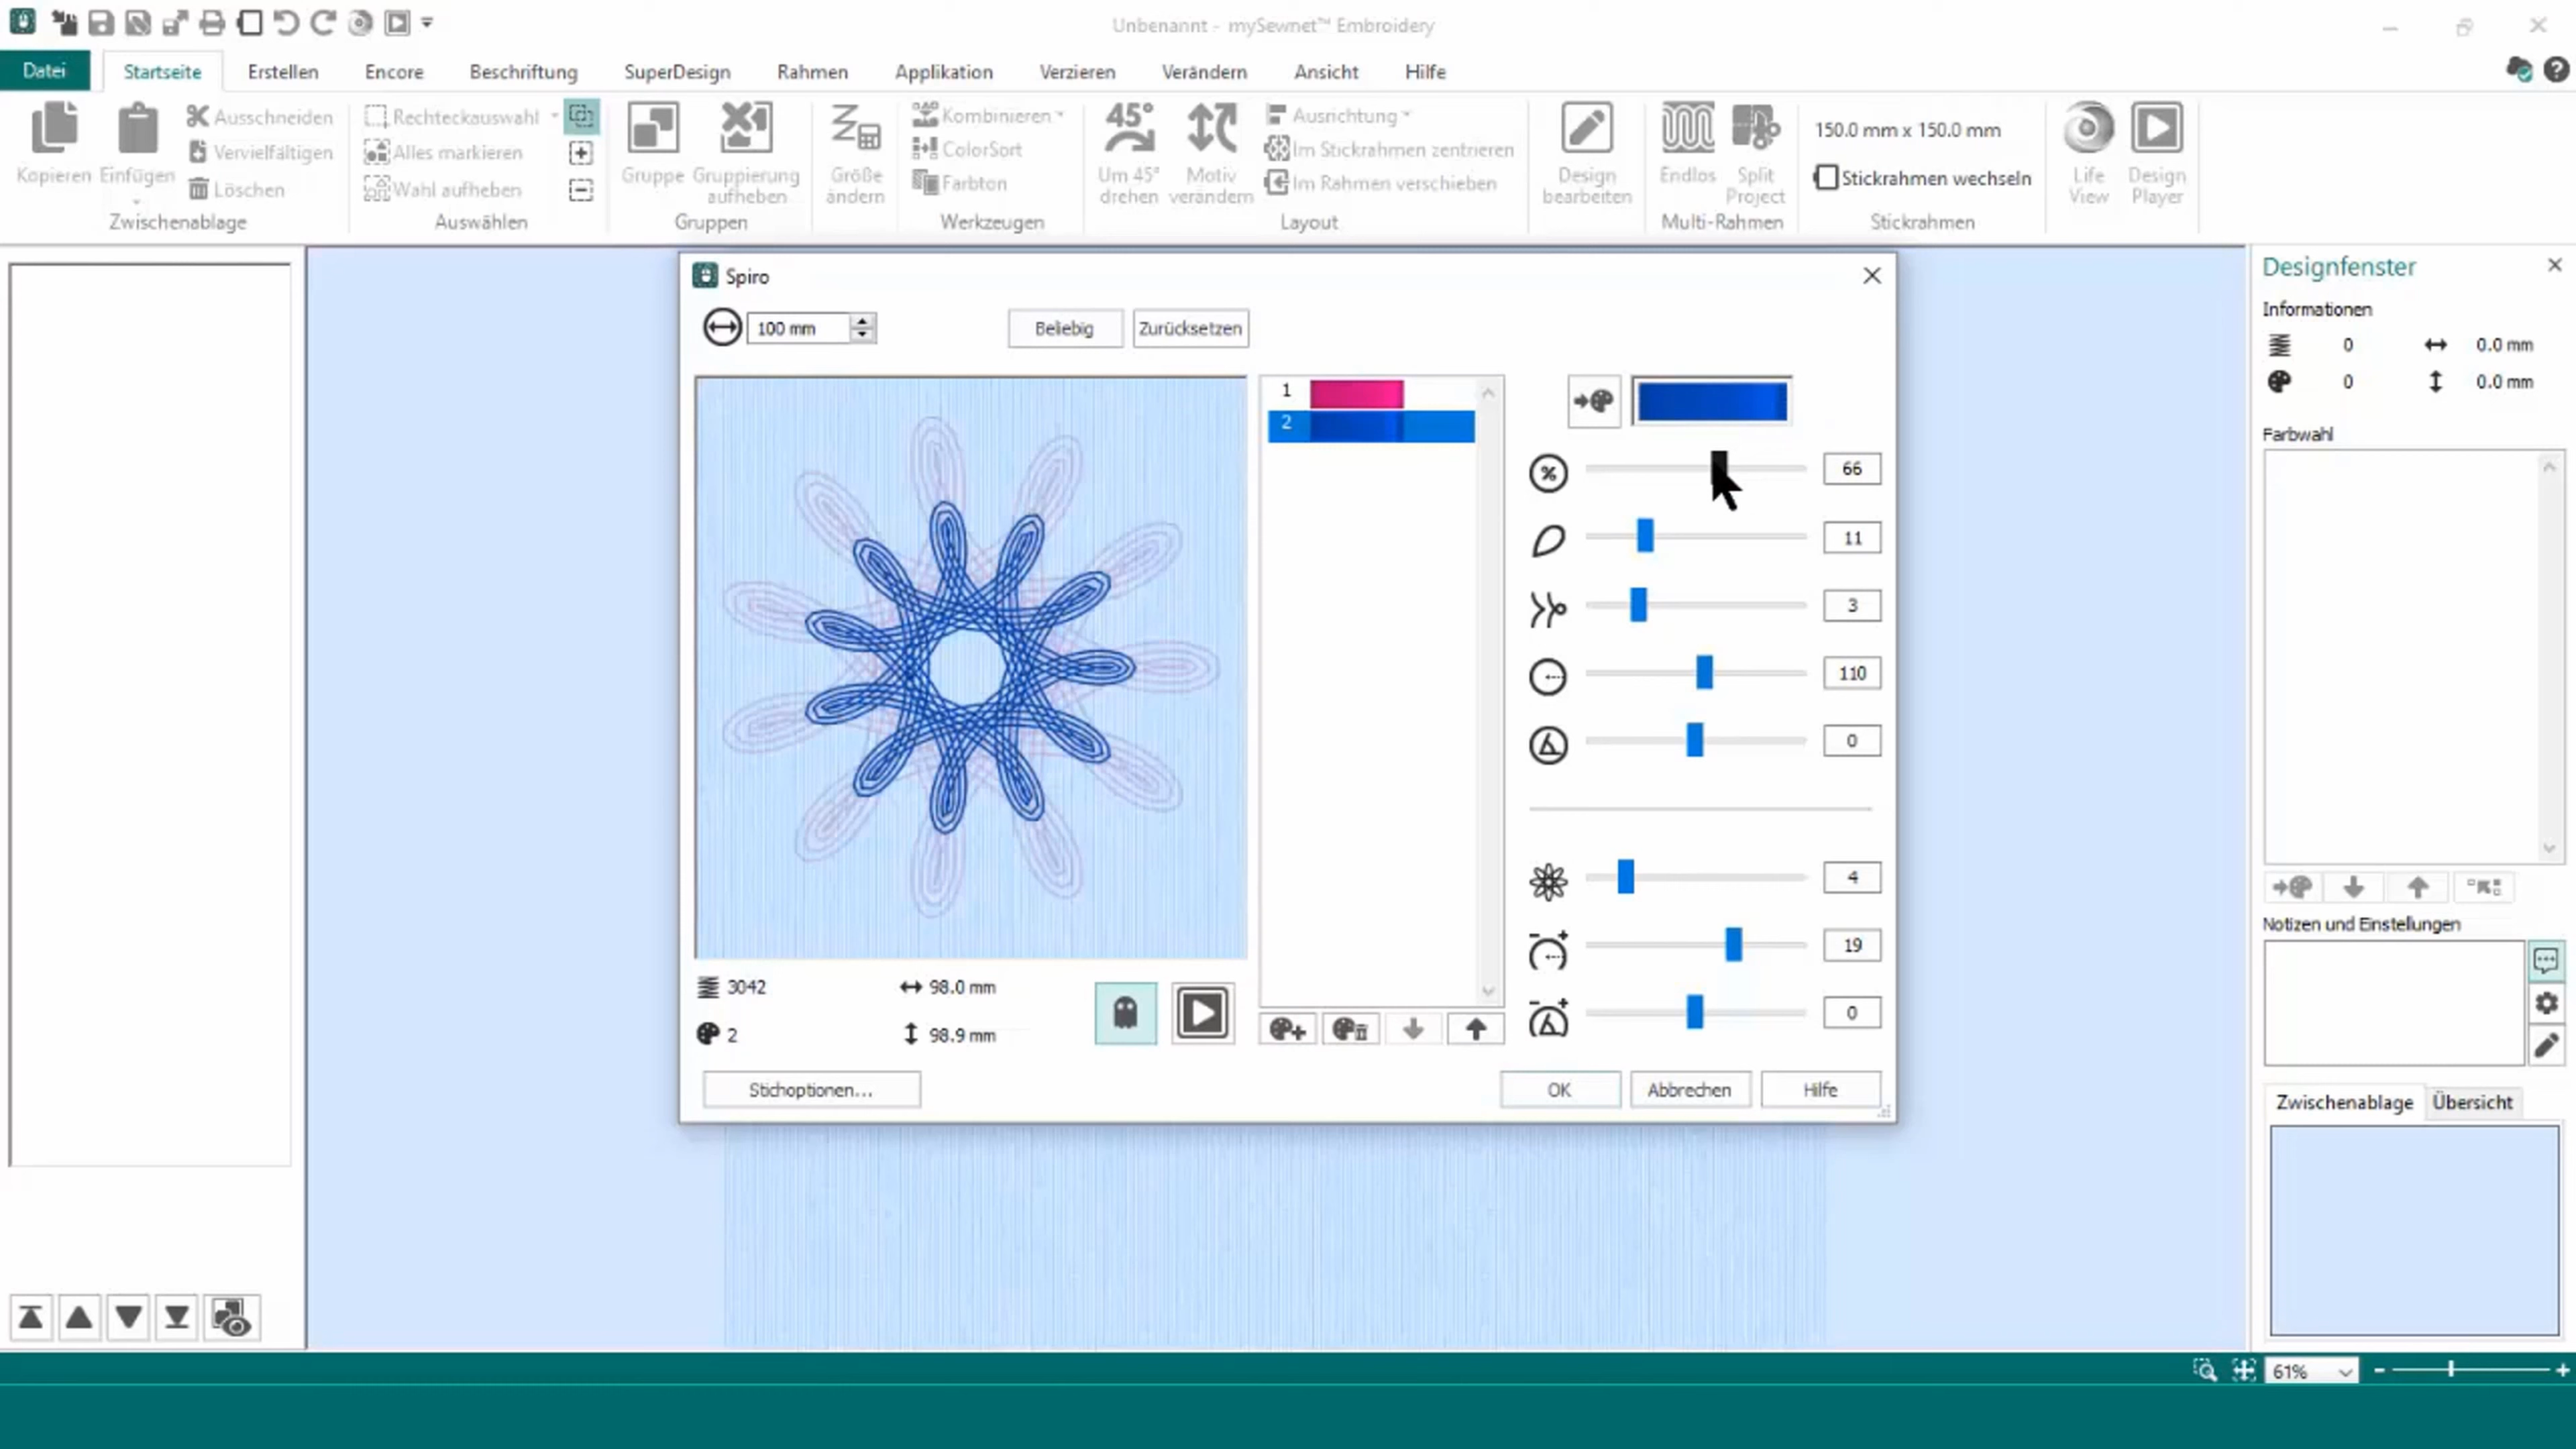 Unbenannt - mySewnet™ Embroidery
Datei Startseite Erstellen Encore Beschriftung SuperDesign Rahmen Applikation Verzieren Verändern Ansicht Hilfe
Kopieren
Einfügen
Ausschneiden
Vervielfältigen
Löschen
Zwischenablage
Rechteckauswahl
Alles markieren
Wahl aufheben
Auswählen
Gruppe
Gruppierung
aufheben
Gruppen
Größe
ändern
Kombinieren
ColorSort
Farbton
Werkzeugen
45°
Um 45°
drehen
Motiv
verändern
Ausrichtung
Im Stickrahmen zentrieren
Im Rahmen verschieben
Layout
Design
bearbeiten
Endlos
Split
Project
Multi-Rahmen
150.0 mm x 150.0 mm
Stickrahmen wechseln
Stickrahmen
Life
View
Design
Player
Spiro
100 mm
Beliebig
Zurücksetzen
1
2
%
66
11
3
110
0
4
19
0
3042
98.0 mm
2
98.9 mm
Stichoptionen...
OK
Abbrechen
Hilfe
Designfenster
Informationen
0
0.0 mm
0
0.0 mm
Farbwahl
Notizen und Einstellungen
Zwischenablage
Übersicht
61%